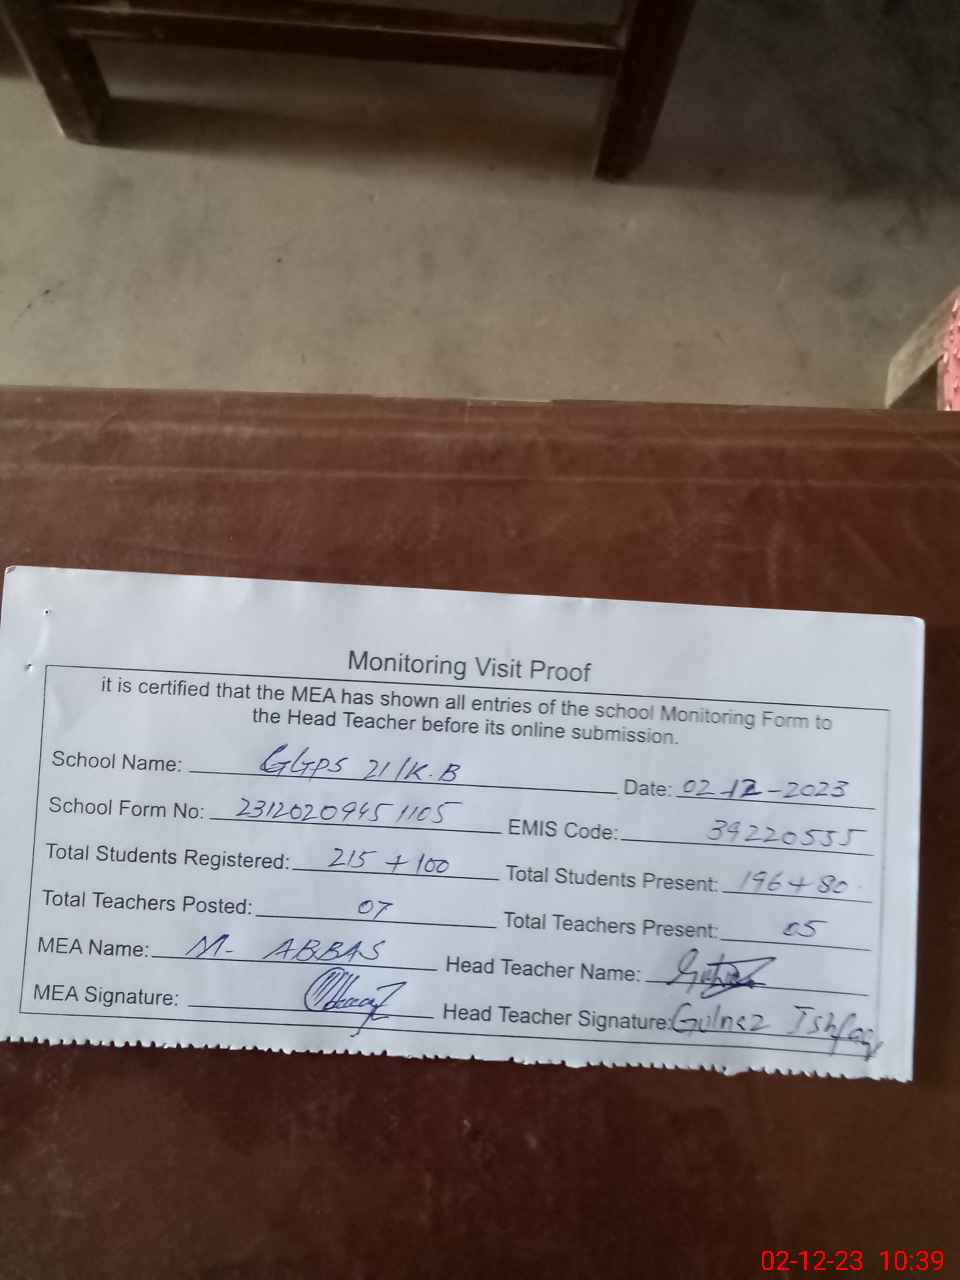 Monitoring Visit Proof
it is certified that the MEA has shown all entries of the school Monitoring Form to
the Head Teacher before its online submission.
School Name: GGPS 21/K.B Date: 02-12-2023
School Form No: 23120209451105 EMIS Code: 39220555
Total Students Registered: 215 + 100 Total Students Present: 196 + 80
Total Teachers Posted: 07 Total Teachers Present: 05
MEA Name: M. ABBAS Head Teacher Name:
MEA Signature: Head Teacher Signature: Gulnaz Ishfaq
02-12-23 10:39